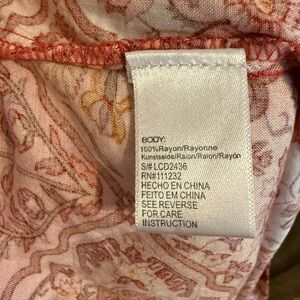 BODY:
100%Rayon/Rayonne
Kunstseide/Raion/Raion/Rayón
S/# LCD2436
RN#111232
HECHO EN CHINA
FEITO EM CHINA
SEE REVERSE
FOR CARE
INSTRUCTION